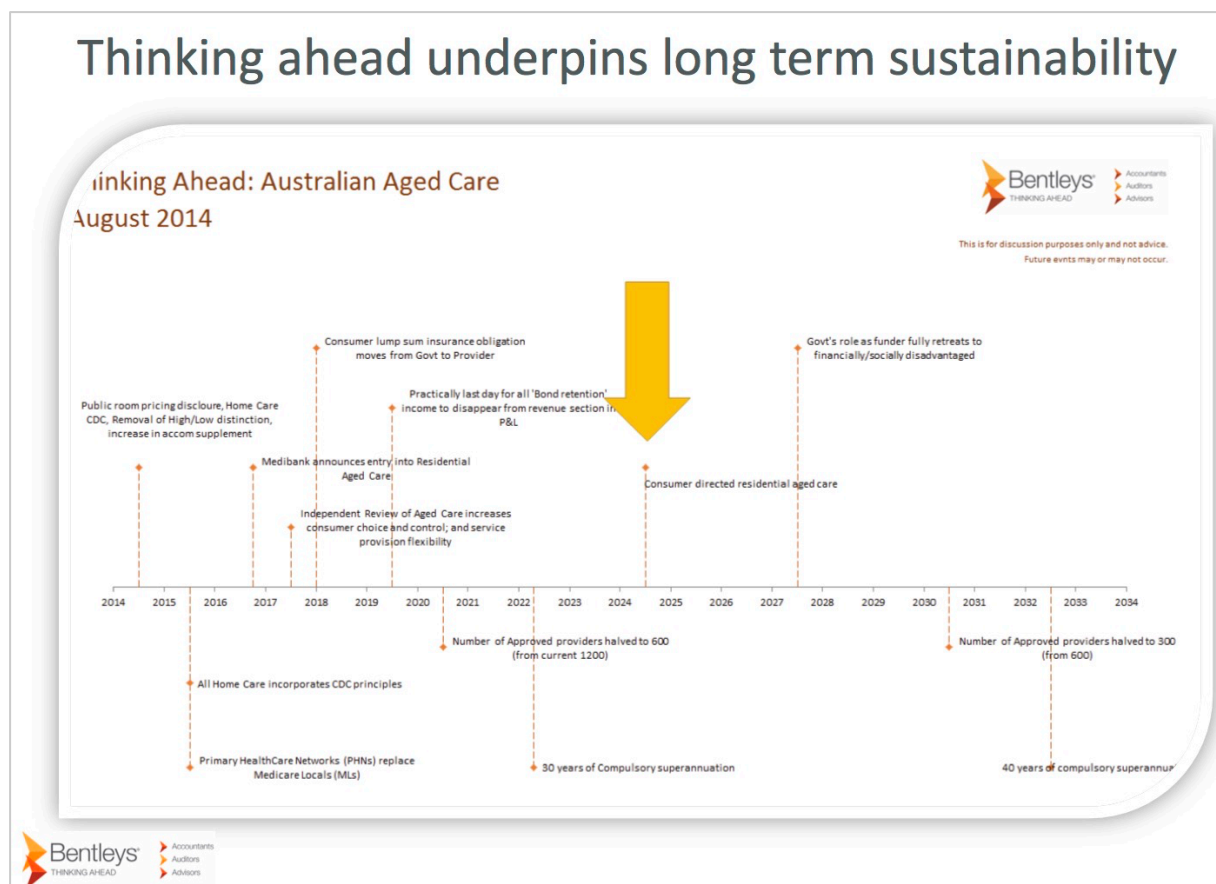 Thinking ahead underpins long term sustainability
hinking Ahead: Australian Aged Care
August 2014
Bentleys
THINKING AHEAD
Accountants
Auditors
Advisors
This is for discussion purposes only and not advice.
Future evnts may or may not occur.
Consumer lump sum insurance obligation
moves from Govt to Provider
Govt's role as funder fully retreats to
financially/socially disadvantaged
Practically last day for all 'Bond retention'
income to disappear from revenue section in
P&L
Public room pricing discloure, Home Care
CDC, Removal of High/Low distinction,
increase in accom supplement
Medibank announces entry into Residential
Aged Care
Consumer directed residential aged care
Independent Review of Aged Care increases
consumer choice and control; and service
provision flexibility
2014 2015 2016 2017 2018 2019 2020 2021 2022 2023 2024 2025 2026 2027 2028 2029 2030 2031 2032 2033 2034
Number of Approved providers halved to 600
(from current 1200)
Number of Approved providers halved to 300
(from 600)
All Home Care incorporates CDC principles
Primary HealthCare Networks (PHNs) replace
Medicare Locals (MLs)
30 years of Compulsory superannuation
40 years of compulsory superannua
Bentleys
THINKING AHEAD
Accountants
Auditors
Advisors